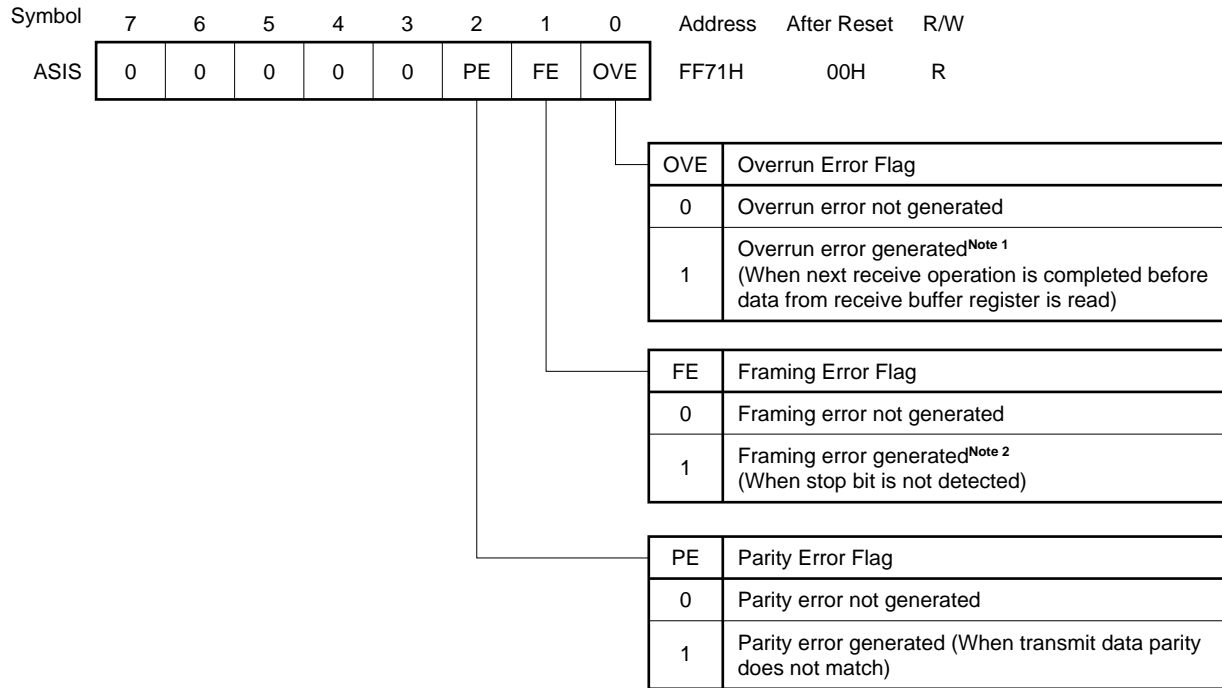 Symbol 7 6 5 4 3 2 1 0 Address After Reset R/W
ASIS 0 0 0 0 0 PE FE OVE FF71H 00H R
OVE Overrun Error Flag
0 Overrun error not generated
Overrun error generatedNote 1
1 (When next receive operation is completed before
data from receive buffer register is read)
FE Framing Error Flag
0 Framing error not generated
1 Framing error generatedNote 2
(When stop bit is not detected)
PE Parity Error Flag
0 Parity error not generated
1 Parity error generated (When transmit data parity
does not match)